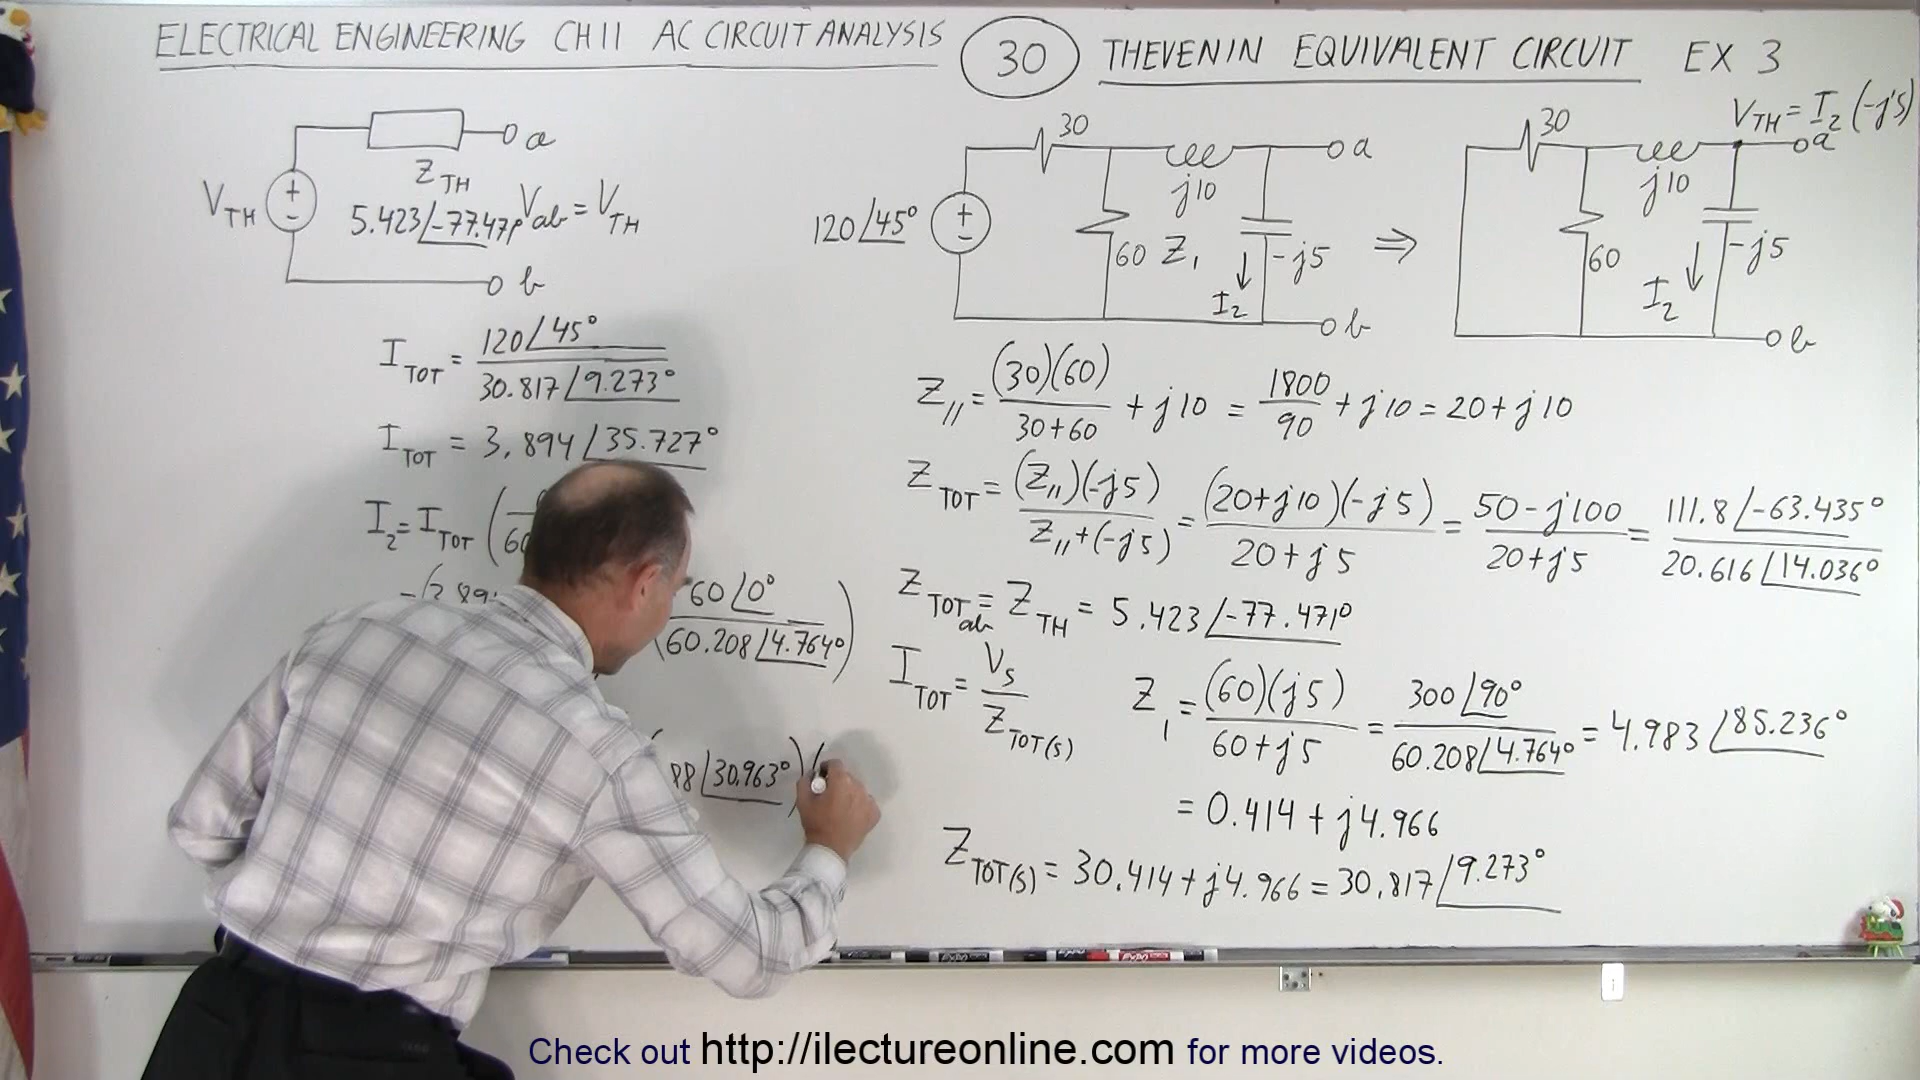 ELECTRICAL ENGINEERING CH 11 AC CIRCUIT ANALYSIS
30
THEVENIN EQUIVALENT CIRCUIT EX 3
Z_TH
a
V_TH
+
-
5.423∠-77.471°
V_ab = V_TH
b
120∠45°
+
-
30
a
j10
60
Z_1
-j5
I_2
b
⇒
30
V_TH = I_2 (-j5)
a
j10
60
-j5
I_2
b
I_TOT = 120∠45° / 30.817∠9.273°
I_TOT = 3.894∠35.727°
I_2 = I_TOT (
60∠0° / 60.208∠4.764° )
88∠30.963°) (
Z_// = (30)(60) / 30+60 + j10 = 1800/90 + j10 = 20+j10
Z_TOT = (Z_//)(-j5) / Z_//+(-j5) = (20+j10)(-j5) / 20+j5 = 50-j100 / 20+j5 = 111.8∠-63.435° / 20.616∠14.036°
Z_TOT ab = Z_TH = 5.423∠-77.471°
I_TOT = V_S / Z_TOT(S)
Z_1 = (60)(j5) / 60+j5 = 300∠90° / 60.208∠4.764° = 4.983∠85.236°
= 0.414 + j4.966
Z_TOT(S) = 30.414 + j4.966 = 30.817∠9.273°
Check out http://ilectureonline.com for more videos.